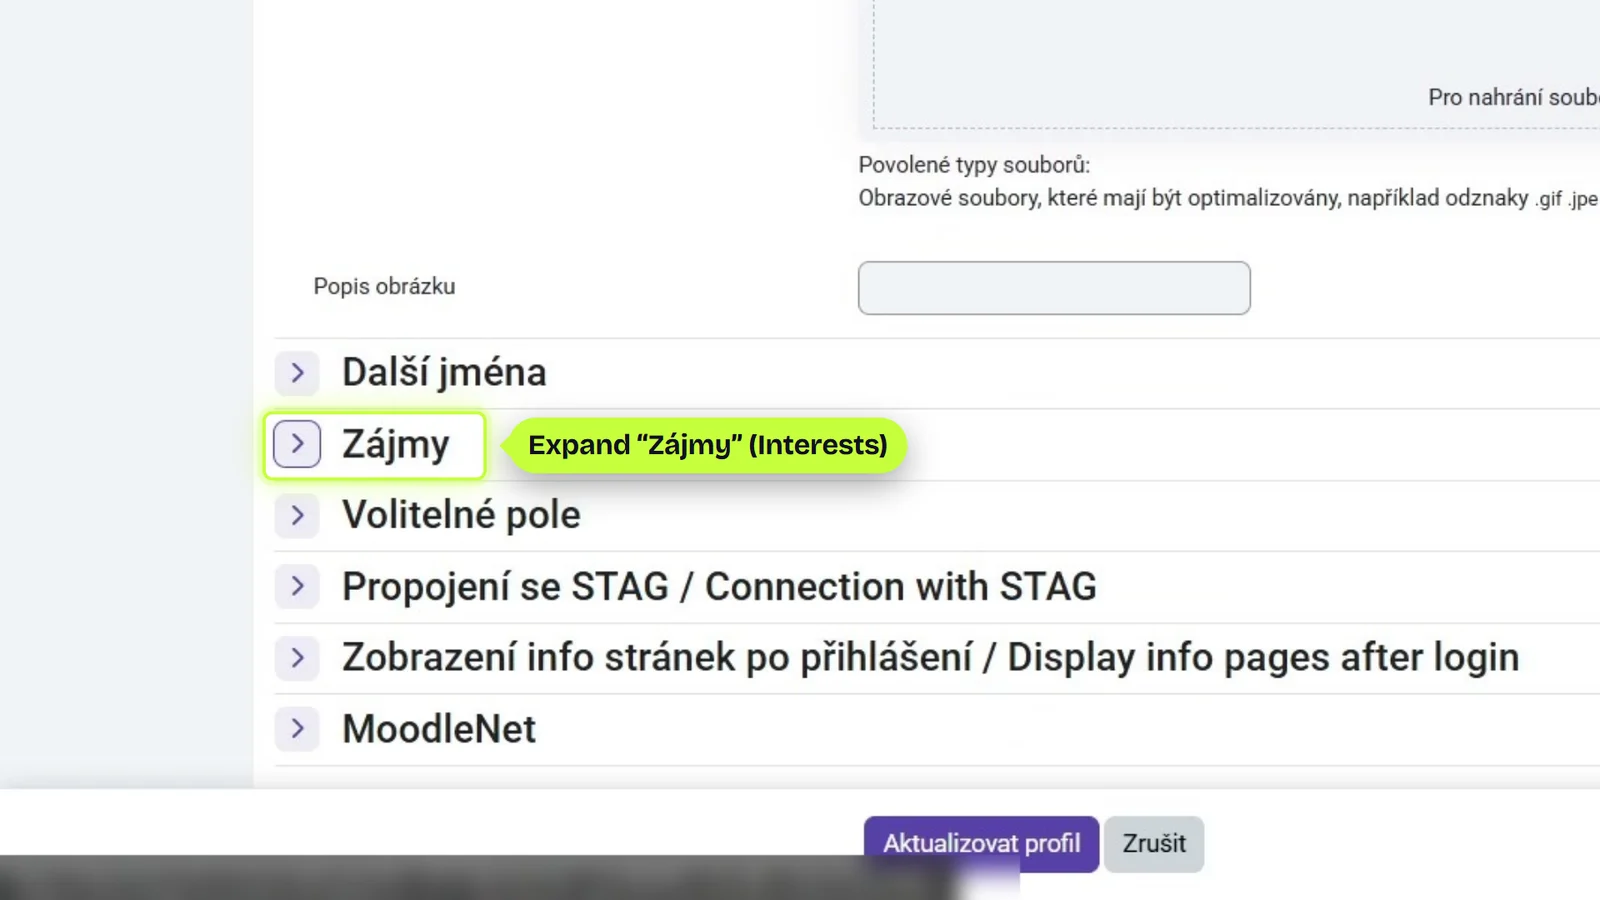 Pro nahrání
Povolené typy souborů:
Obrazové soubory, které mají být optimalizovány, například odznaky .gif .jpe
Popis obrázku
Další jména
Zájmy
Expand “Zájmy” (Interests)
Volitelné pole
Propojení se STAG / Connection with STAG
Zobrazení info stránek po přihlášení / Display info pages after login
MoodleNet
Aktualizovat profil
Zrušit